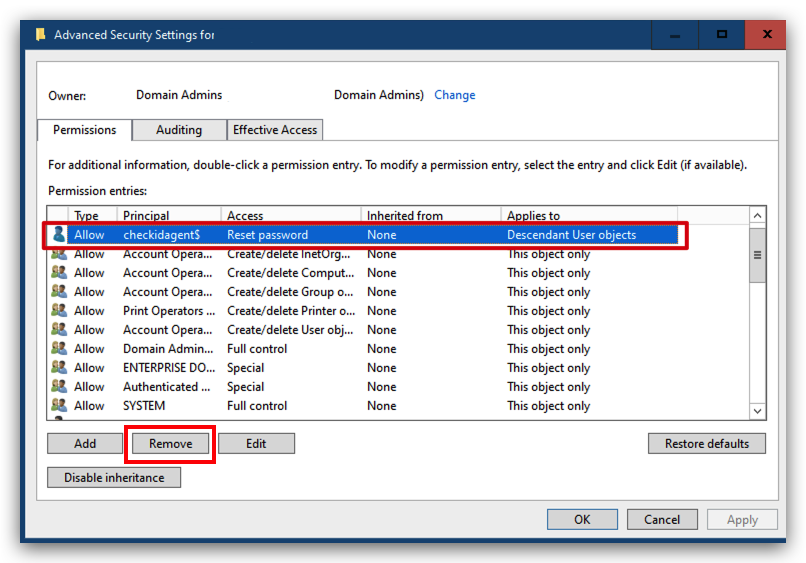 Advanced Security Settings for
Owner: Domain Admins Domain Admins) Change
Permissions Auditing Effective Access
For additional information, double-click a permission entry. To modify a permission entry, select the entry and click Edit (if available).
Permission entries:
Type Principal Access Inherited from Applies to
Allow checkidagent$ Reset password None Descendant User objects
Allow Account Opera... Create/delete InetOrg... None This object only
Allow Account Opera... Create/delete Comput... None This object only
Allow Account Opera... Create/delete Group o... None This object only
Allow Print Operators ... Create/delete Printer o... None This object only
Allow Account Opera... Create/delete User obj... None This object only
Allow Domain Admin... Full control None This object only
Allow ENTERPRISE DO... Special None This object only
Allow Authenticated ... Special None This object only
Allow SYSTEM Full control None This object only
Add Remove Edit Restore defaults
Disable inheritance
OK Cancel Apply